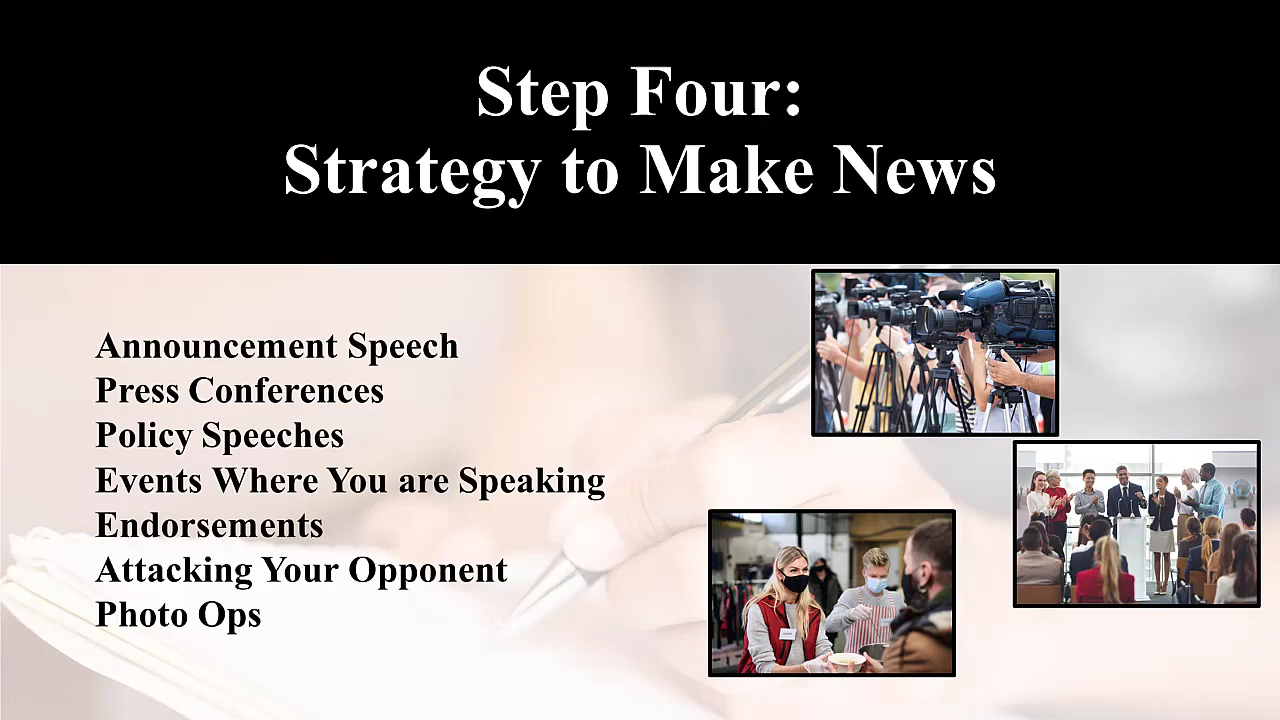 Step Four:
Strategy to Make News
Announcement Speech
Press Conferences
Policy Speeches
Events Where You are Speaking
Endorsements
Attacking Your Opponent
Photo Ops